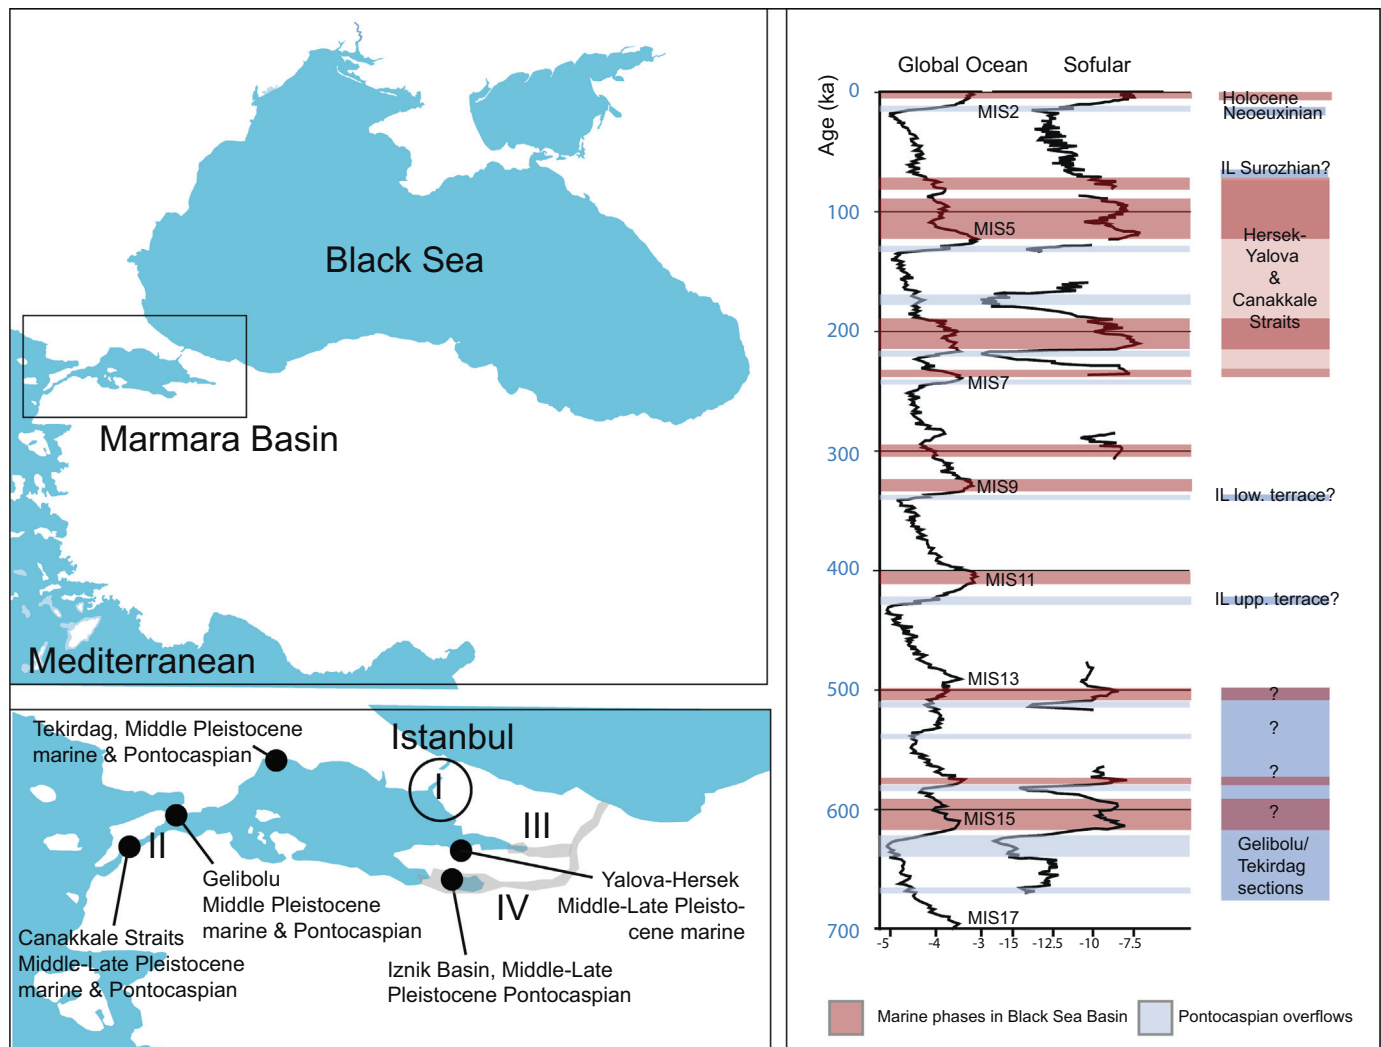 Black Sea
Marmara Basin
Mediterranean
Tekirdag, Middle Pleistocene
marine & Pontocaspian
Istanbul
I
II
III
IV
Gelibolu
Middle Pleistocene
marine & Pontocaspian
Canakkale Straits
Middle-Late Pleistocene
marine & Pontocaspian
Yalova-Hersek
Middle-Late Pleisto-
cene marine
Iznik Basin, Middle-Late
Pleistocene Pontocaspian
Global Ocean
Sofular
Age (ka)
0
100
200
300
400
500
600
700
MIS2
MIS5
MIS7
MIS9
MIS11
MIS13
MIS15
MIS17
-5
-4
-3
-15
-12.5
-10
-7.5
Holocene
Neoeuxinian
IL Surozhian?
Hersek-
Yalova
&
Canakkale
Straits
IL low. terrace?
IL upp. terrace?
?
?
?
?
Gelibolu/
Tekirdag
sections
Marine phases in Black Sea Basin
Pontocaspian overflows